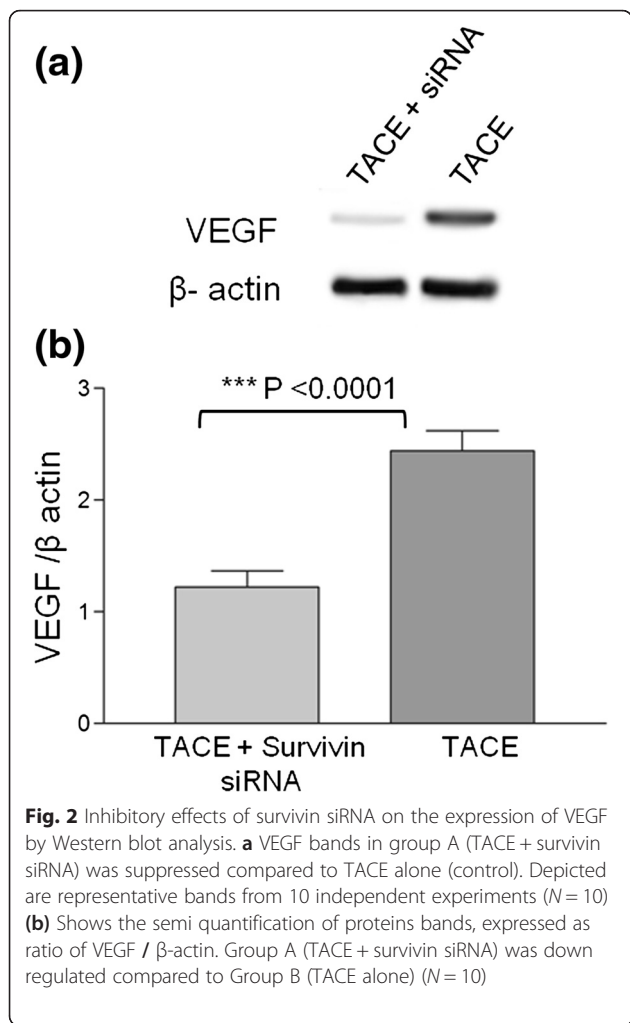 (a)
TACE + siRNA
TACE
VEGF
β- actin
(b)
*** P <0.0001
3
2
1
0
VEGF /β actin
TACE + Survivin
siRNA
TACE
Fig. 2 Inhibitory effects of survivin siRNA on the expression of VEGF
by Western blot analysis. a VEGF bands in group A (TACE + survivin
siRNA) was suppressed compared to TACE alone (control). Depicted
are representative bands from 10 independent experiments (N = 10)
(b) Shows the semi quantification of proteins bands, expressed as
ratio of VEGF / β-actin. Group A (TACE + survivin siRNA) was down
regulated compared to Group B (TACE alone) (N = 10)